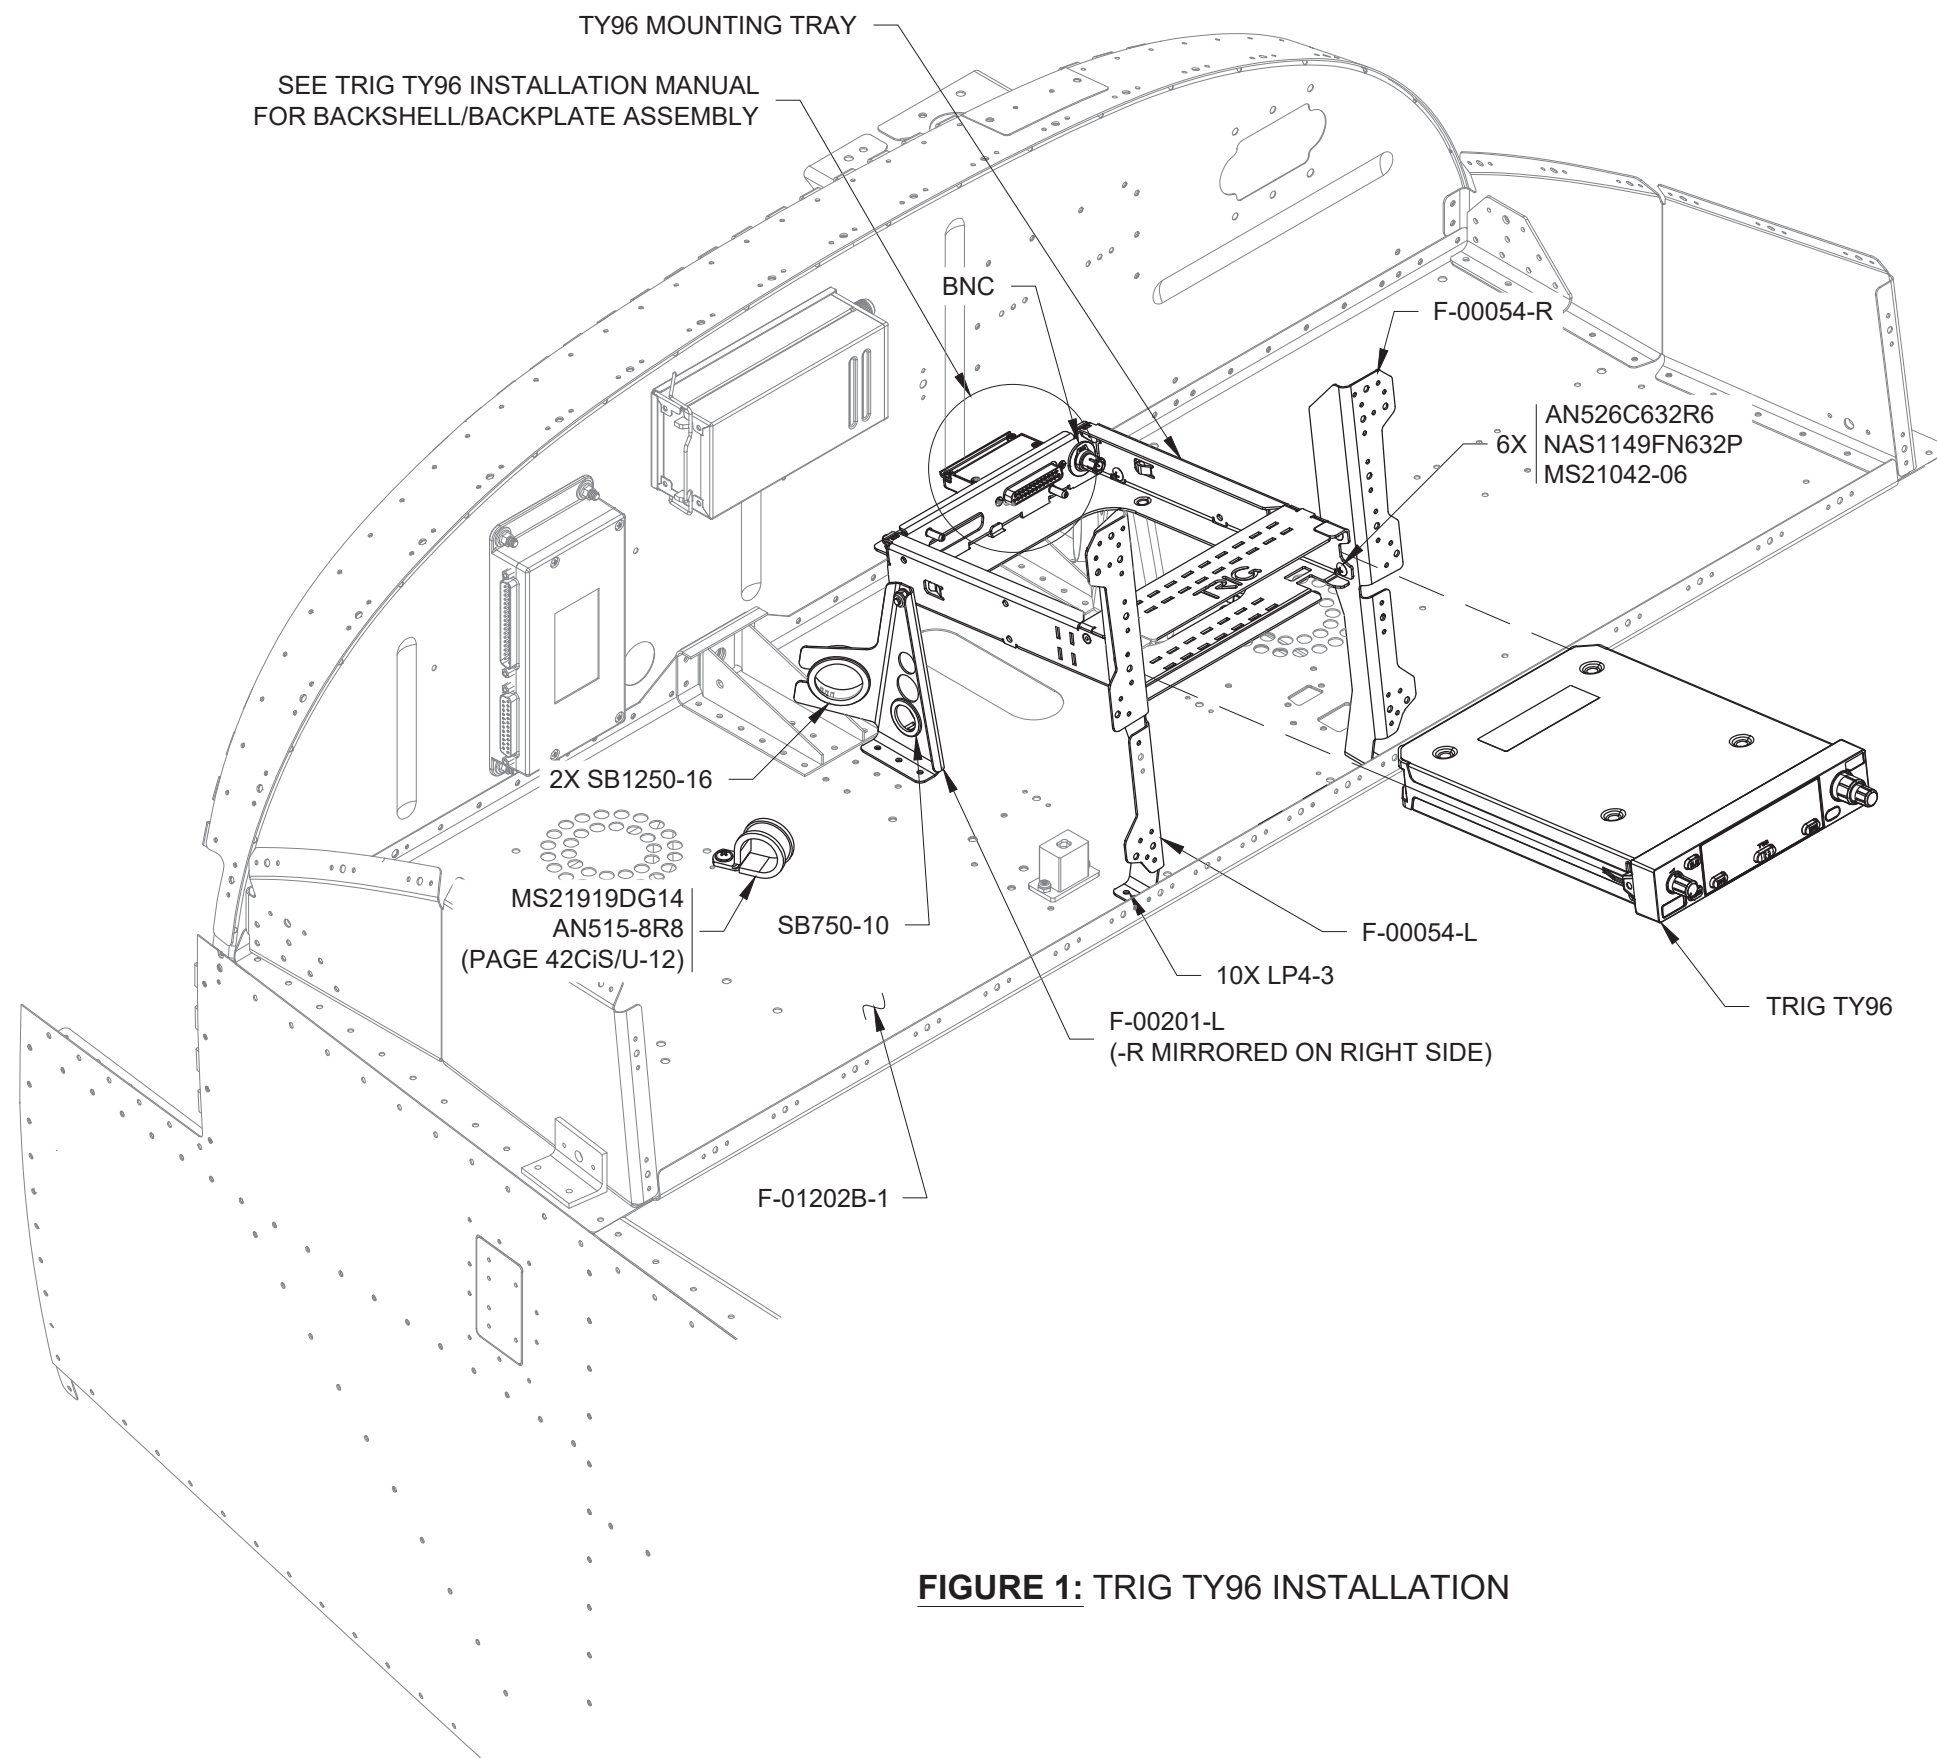 TY96 MOUNTING TRAY
SEE TRIG TY96 INSTALLATION MANUAL
FOR BACKSHELL/BACKPLATE ASSEMBLY
BNC
F-00054-R
6X
AN526C632R6
NAS1149FN632P
MS21042-06
TRIG
2X SB1250-16
MS21919DG14
AN515-8R8
(PAGE 42CiS/U-12)
SB750-10
F-00054-L
10X LP4-3
TRIG TY96
F-00201-L
(-R MIRRORED ON RIGHT SIDE)
F-01202B-1
FIGURE 1: TRIG TY96 INSTALLATION